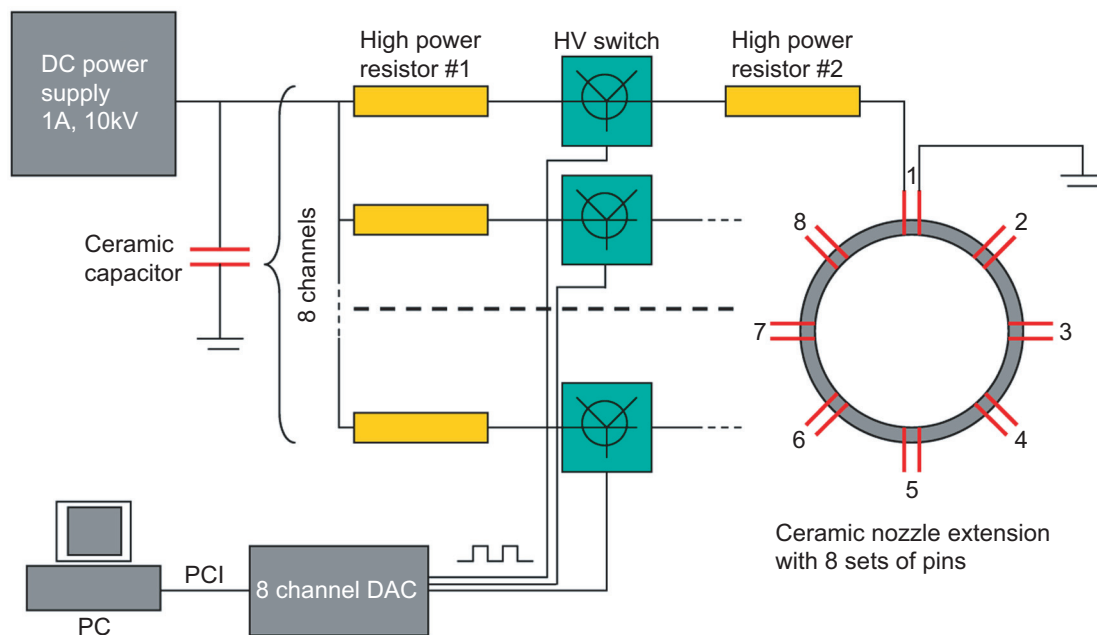 DC power
supply
1A, 10kV
High power
resistor #1
HV switch
High power
resistor #2
Ceramic
capacitor
8 channels
1
2
3
4
5
6
7
8
Ceramic nozzle extension
with 8 sets of pins
PCI
8 channel DAC
PC